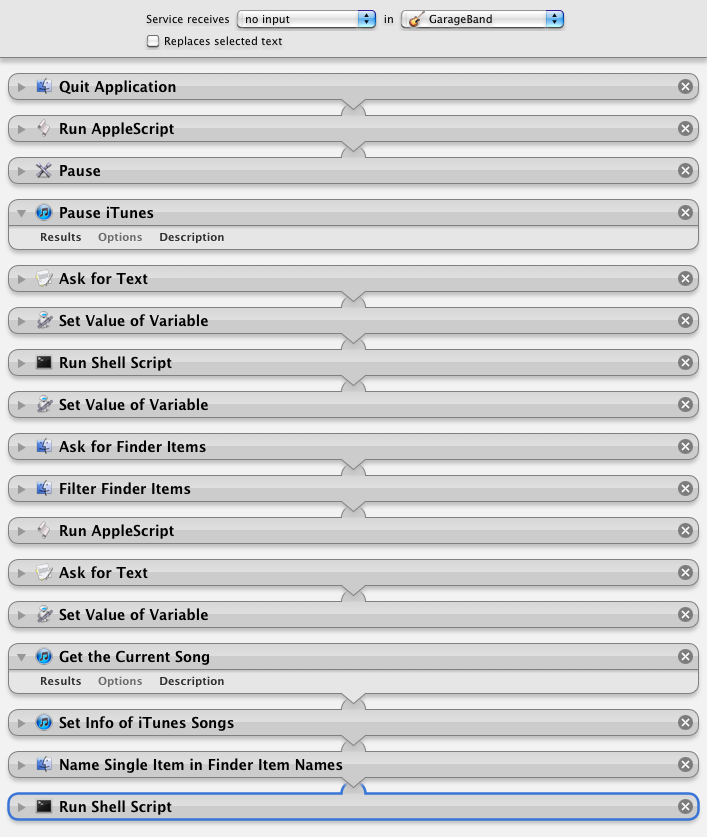 Service receives no input in GarageBand
Replaces selected text
Quit Application
Run AppleScript
Pause
Pause iTunes
Results Options Description
Ask for Text
Set Value of Variable
Run Shell Script
Set Value of Variable
Ask for Finder Items
Filter Finder Items
Run AppleScript
Ask for Text
Set Value of Variable
Get the Current Song
Results Options Description
Set Info of iTunes Songs
Name Single Item in Finder Item Names
Run Shell Script